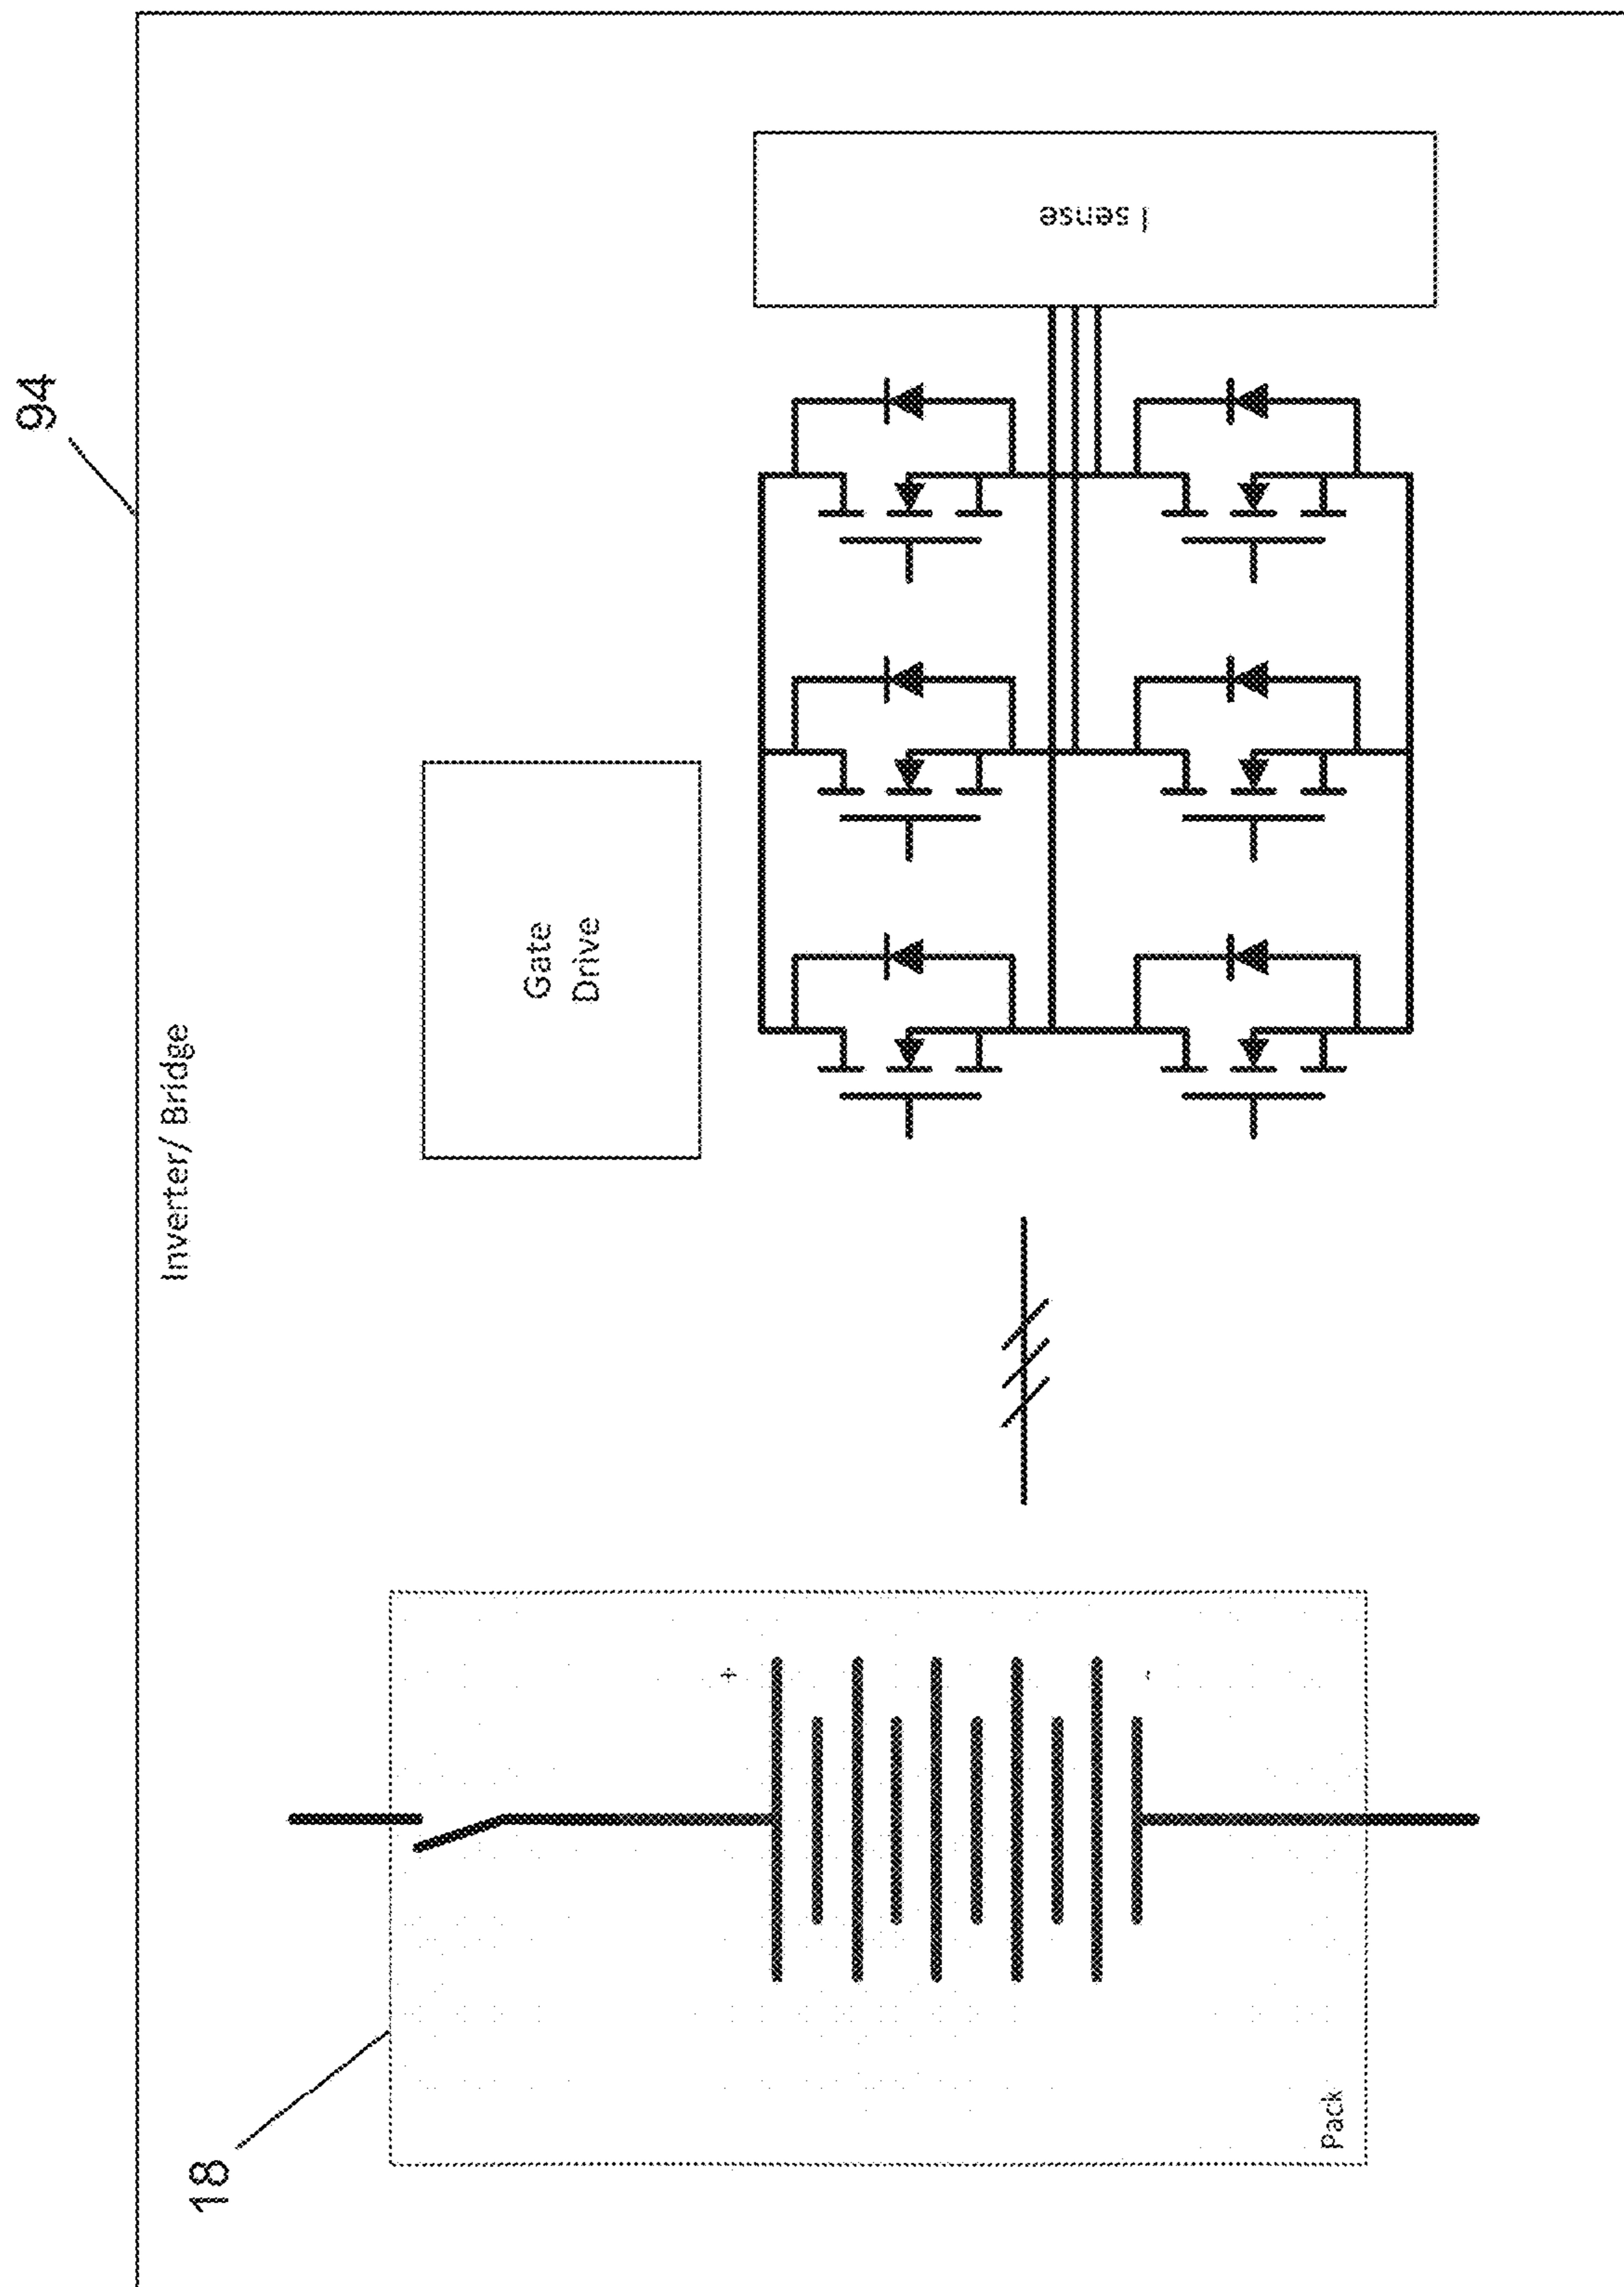 94
Inverter/ Bridge
I sense
Gate
Drive
18
+
-
Pack